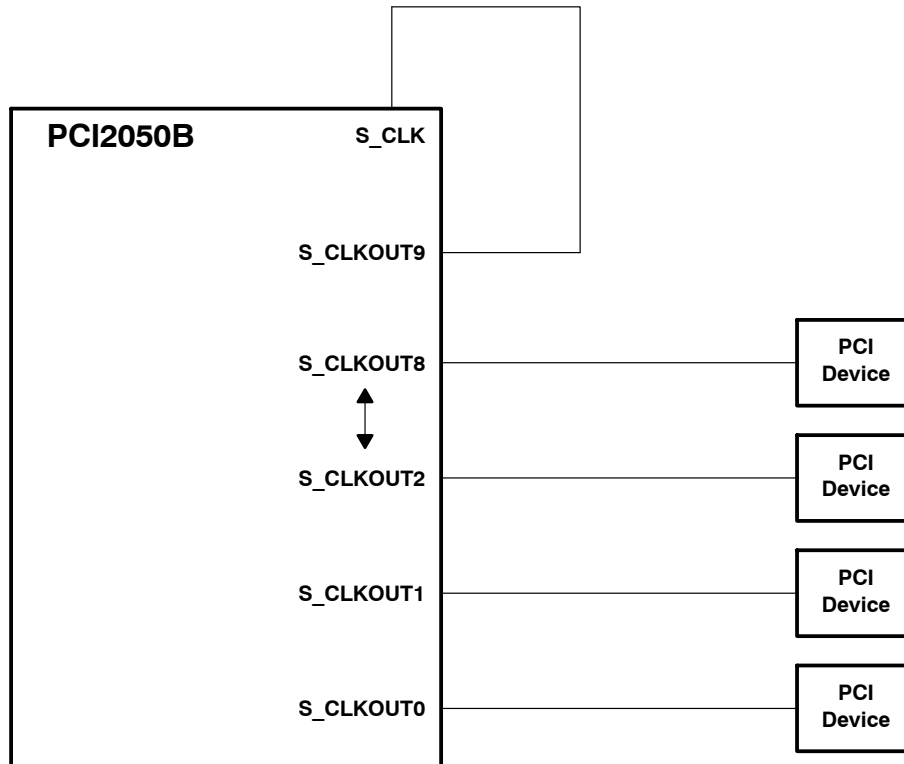 PCI2050B
S_CLK
S_CLKOUT9
S_CLKOUT8
PCI
Device
S_CLKOUT2
PCI
Device
S_CLKOUT1
PCI
Device
S_CLKOUT0
PCI
Device